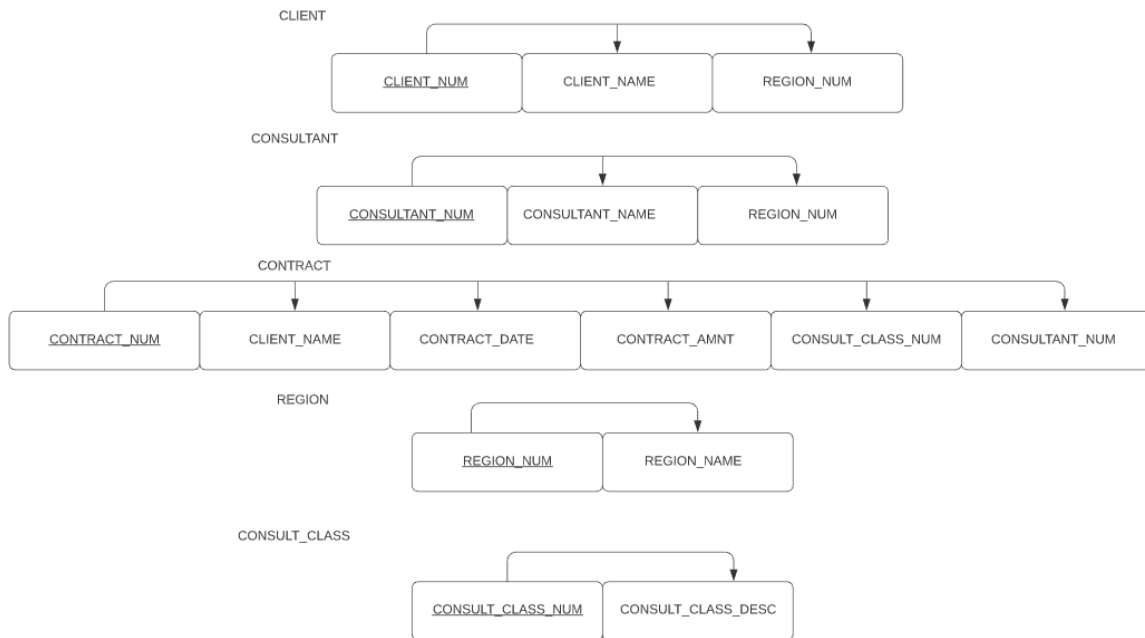 CLIENT
CLIENT_NUM CLIENT_NAME REGION_NUM
CONSULTANT
CONSULTANT_NUM CONSULTANT_NAME REGION_NUM
CONTRACT
CONTRACT_NUM CLIENT_NAME CONTRACT_DATE CONTRACT_AMNT CONSULT_CLASS_NUM CONSULTANT_NUM
REGION
REGION_NUM REGION_NAME
CONSULT_CLASS
CONSULT_CLASS_NUM CONSULT_CLASS_DESC